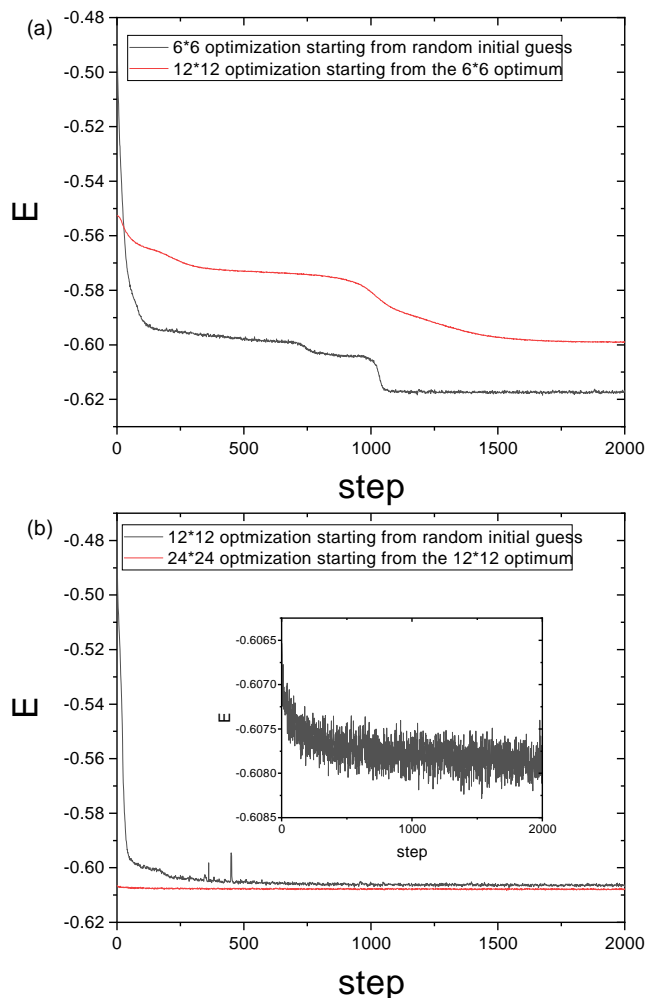 (a)
6*6 optimization starting from random initial guess
12*12 optimization starting from the 6*6 optimum
-0.48
-0.50
-0.52
-0.54
-0.56
-0.58
-0.60
-0.62
E
0 500 1000 1500 2000
step
(b)
12*12 optmization starting from random initial guess
24*24 optmization starting from the 12*12 optimum
-0.48
-0.50
-0.52
-0.54
-0.56
-0.58
-0.60
-0.62
E
-0.6065
-0.6070
-0.6075
-0.6080
-0.6085
E
0 1000 2000
step
0 500 1000 1500 2000
step